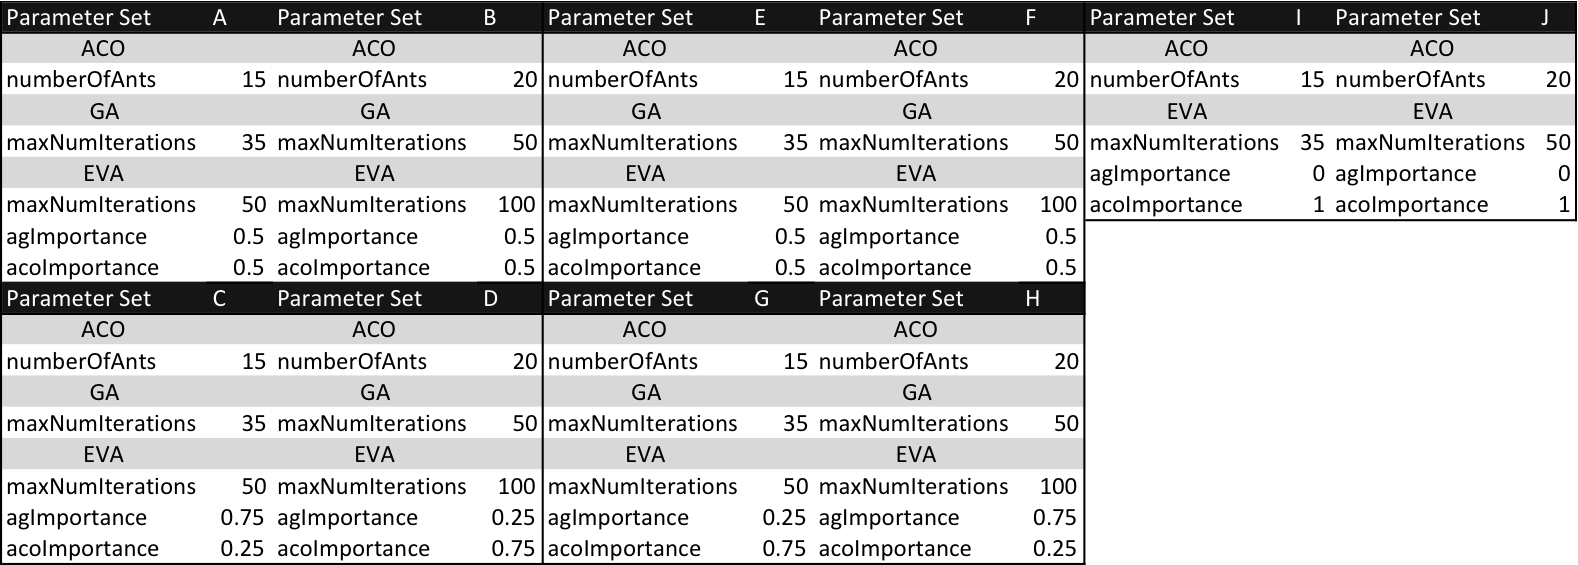 Parameter Set A Parameter Set B Parameter Set E Parameter Set F Parameter Set I Parameter Set J
ACO ACO ACO ACO ACO ACO
numberOfAnts 15 numberOfAnts 20 numberOfAnts 15 numberOfAnts 20 numberOfAnts 15 numberOfAnts 20
GA GA GA GA EVA EVA
maxNumIterations 35 maxNumIterations 50 maxNumIterations 35 maxNumIterations 50 maxNumIterations 35 maxNumIterations 50
EVA EVA EVA EVA agImportance 0 agImportance 0
maxNumIterations 50 maxNumIterations 100 maxNumIterations 50 maxNumIterations 100 acoImportance 1 acoImportance 1
agImportance 0.5 agImportance 0.5 agImportance 0.5 agImportance 0.5
acoImportance 0.5 acoImportance 0.5 acoImportance 0.5 acoImportance 0.5
Parameter Set C Parameter Set D Parameter Set G Parameter Set H
ACO ACO ACO ACO
numberOfAnts 15 numberOfAnts 20 numberOfAnts 15 numberOfAnts 20
GA GA GA GA
maxNumIterations 35 maxNumIterations 50 maxNumIterations 35 maxNumIterations 50
EVA EVA EVA EVA
maxNumIterations 50 maxNumIterations 100 maxNumIterations 50 maxNumIterations 100
agImportance 0.75 agImportance 0.25 agImportance 0.25 agImportance 0.75
acoImportance 0.25 acoImportance 0.75 acoImportance 0.75 acoImportance 0.25